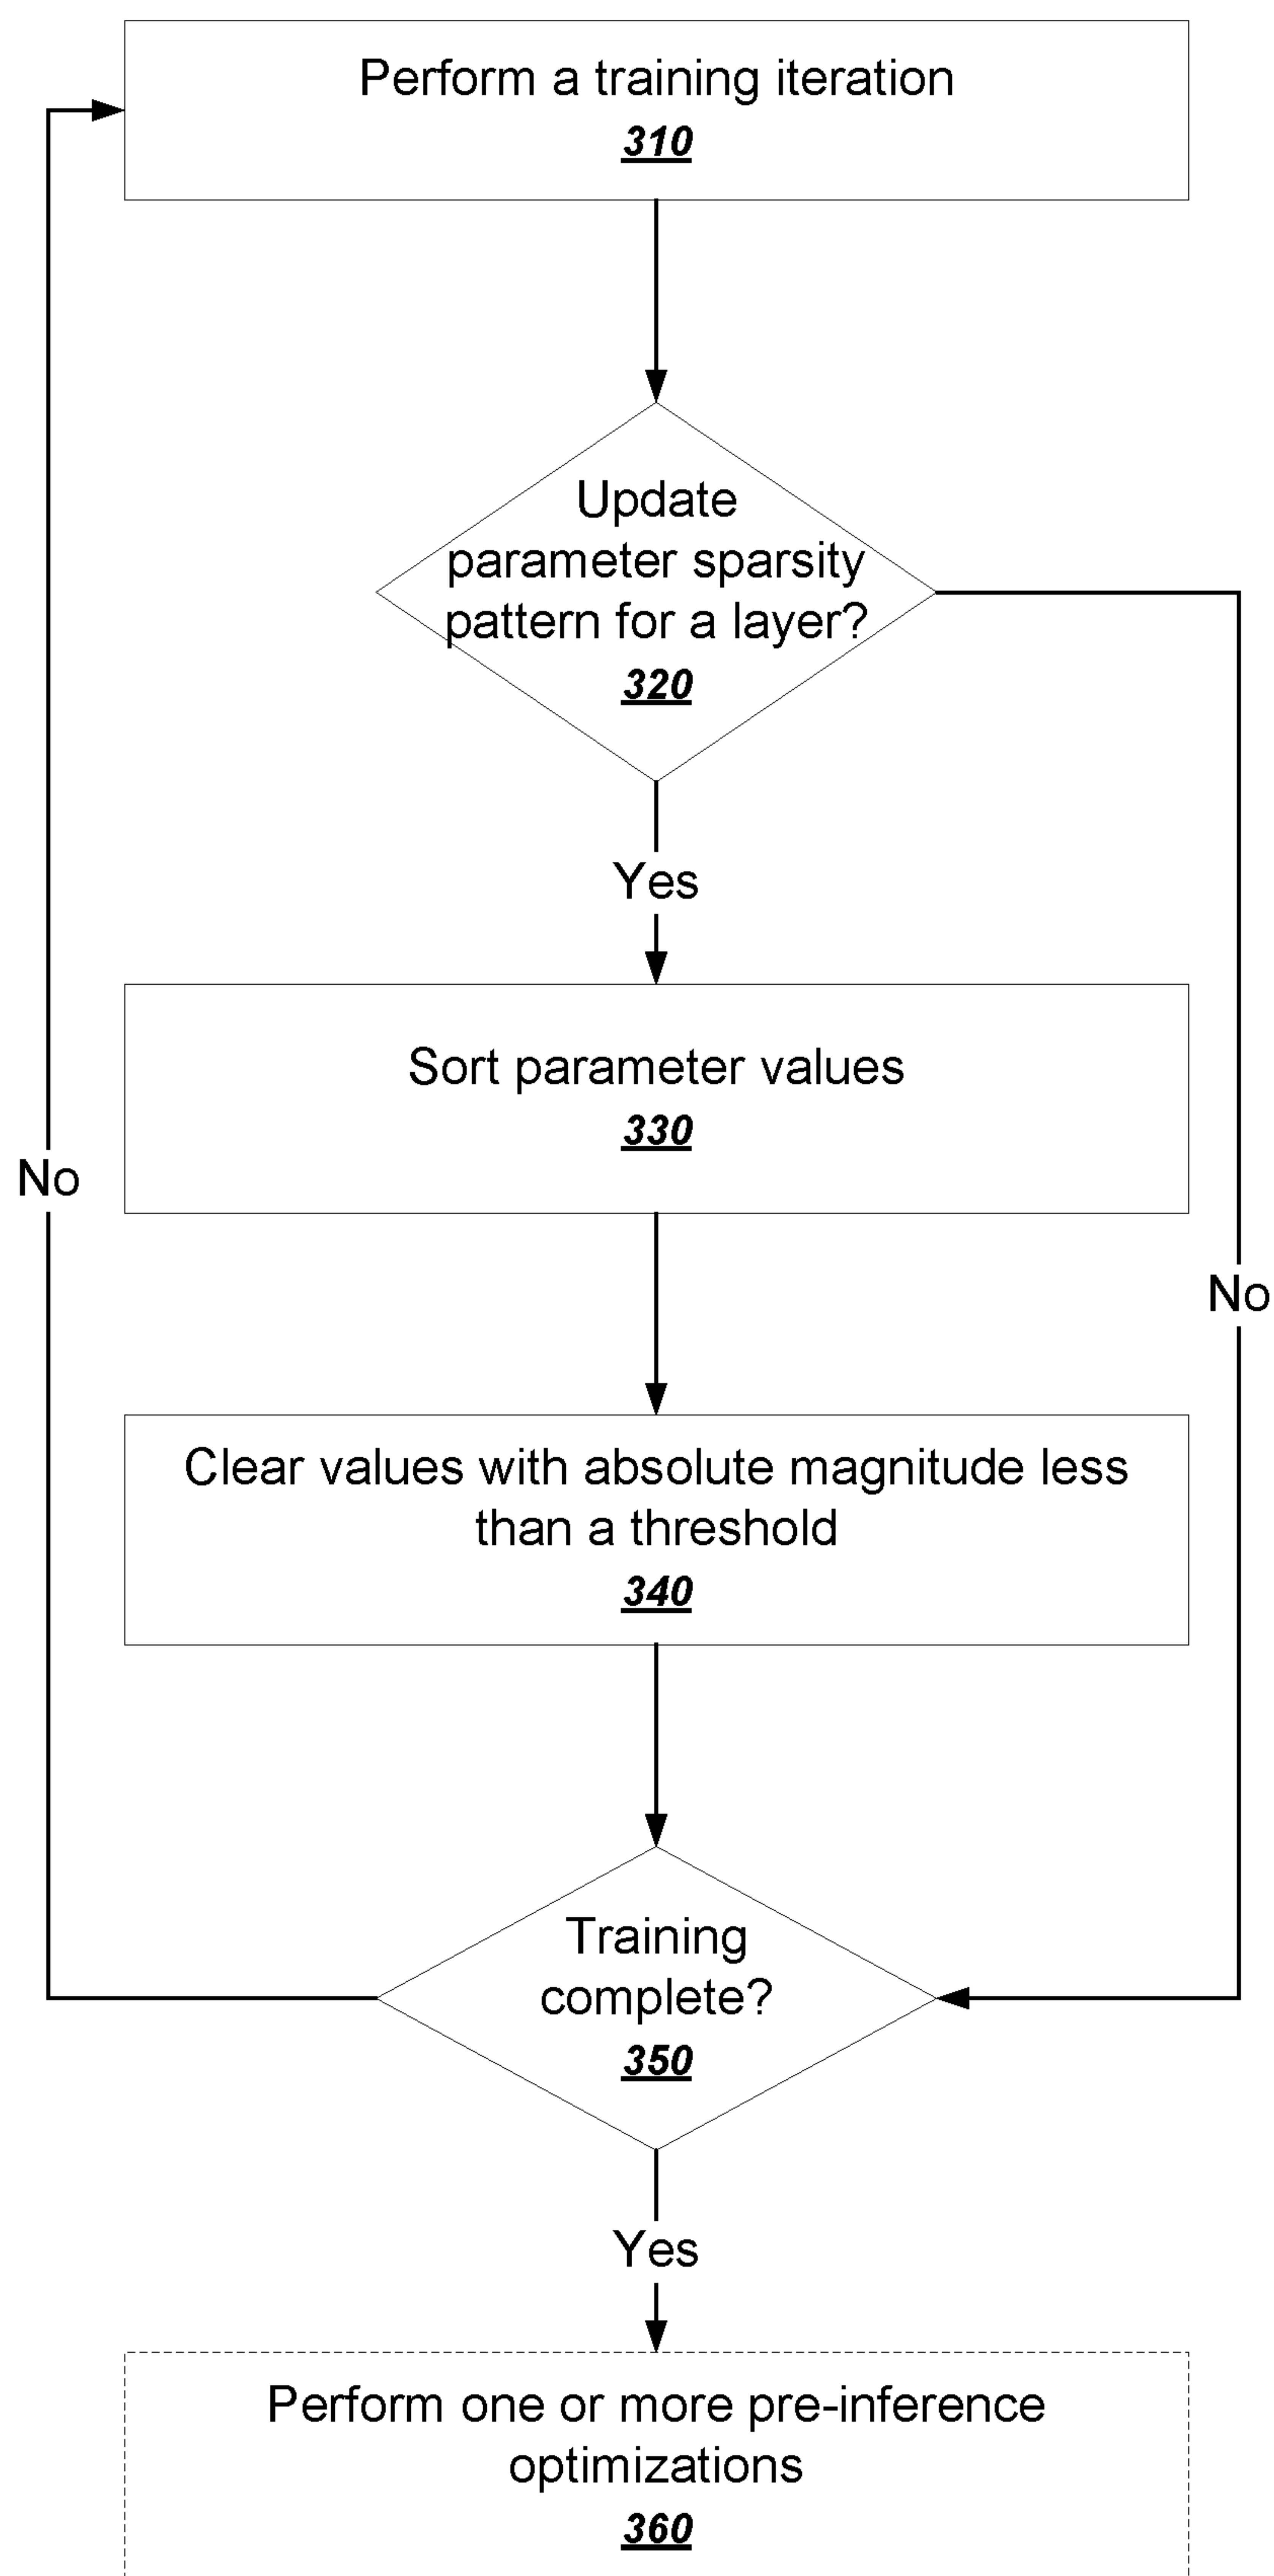 Perform a training iteration
310
Update
parameter sparsity
pattern for a layer?
320
Yes
Sort parameter values
330
No
No
Clear values with absolute magnitude less
than a threshold
340
Training
complete?
350
Yes
Perform one or more pre-inference
optimizations
360